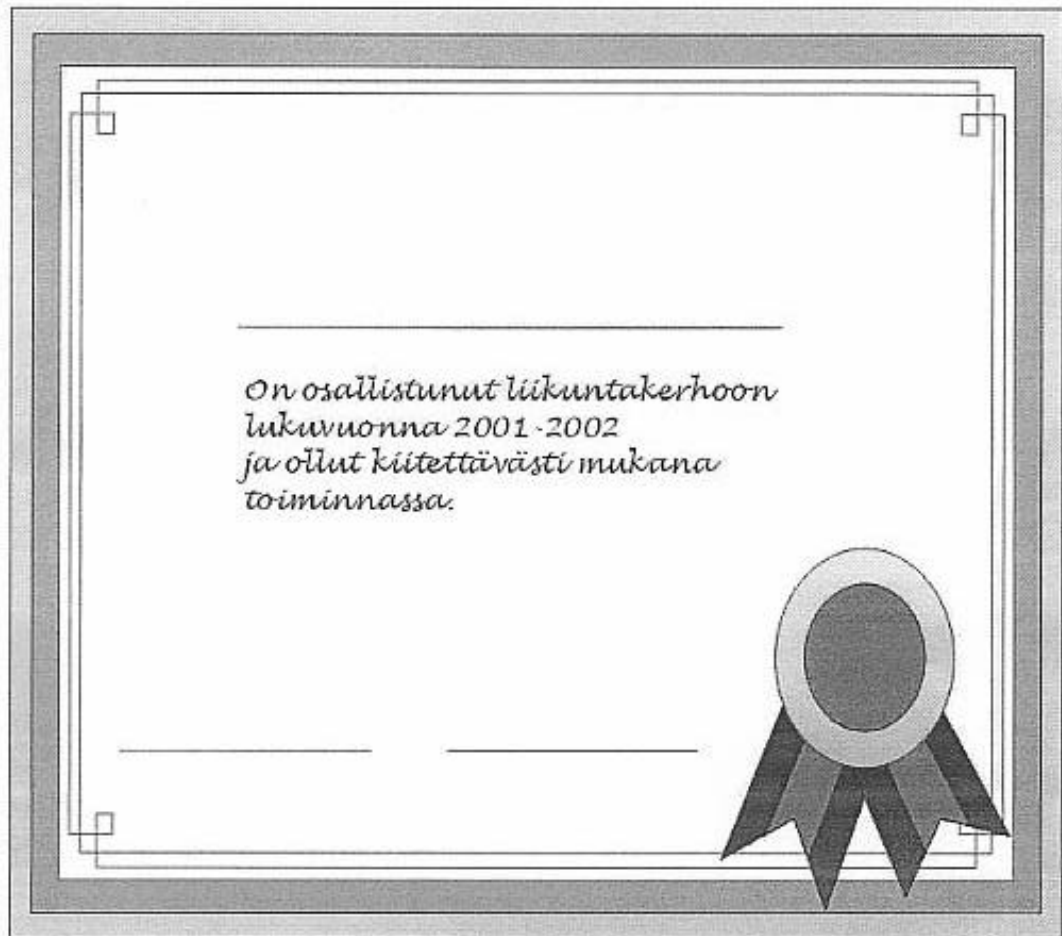 On osallistunut liikuntakerhoon
lukuvuonna 2001-2002
ja ollut kiitettävästi mukana
toiminnassa.